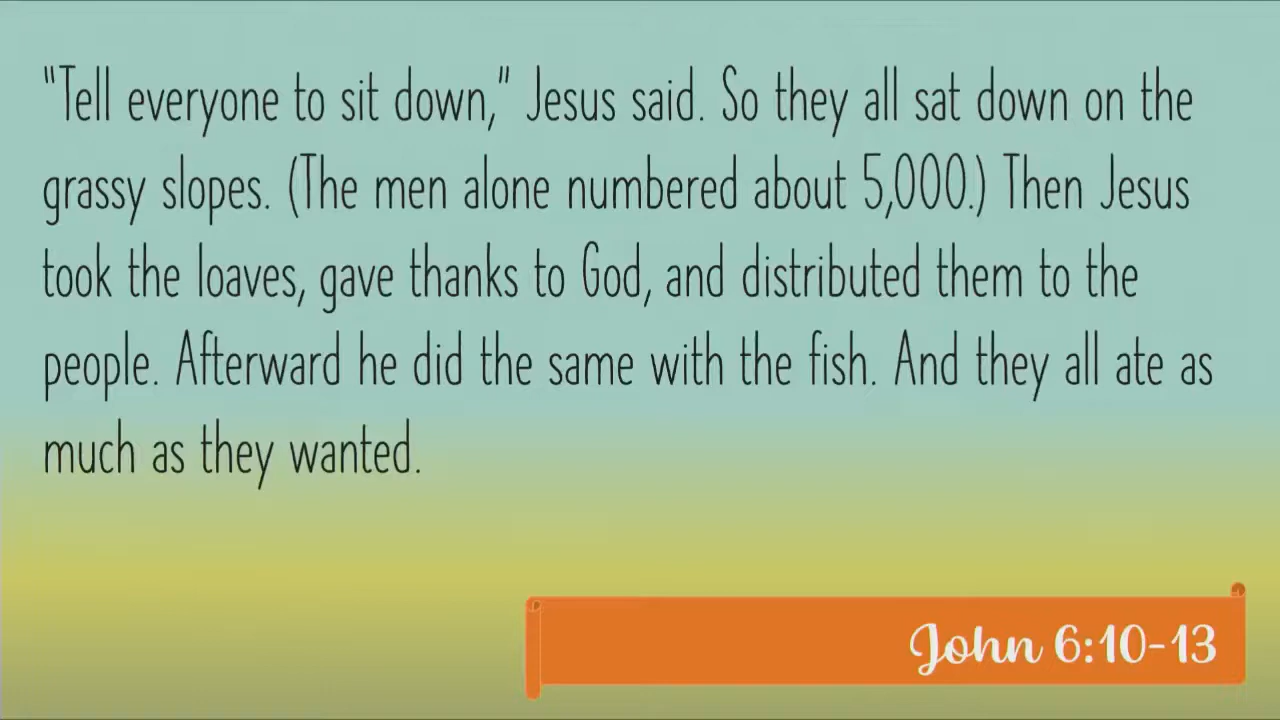 "Tell everyone to sit down," Jesus said. So they all sat down on the
grassy slopes. (The men alone numbered about 5,000.) Then Jesus
took the loaves, gave thanks to God, and distributed them to the
people. Afterward he did the same with the fish. And they all ate as
much as they wanted.
John 6:10-13